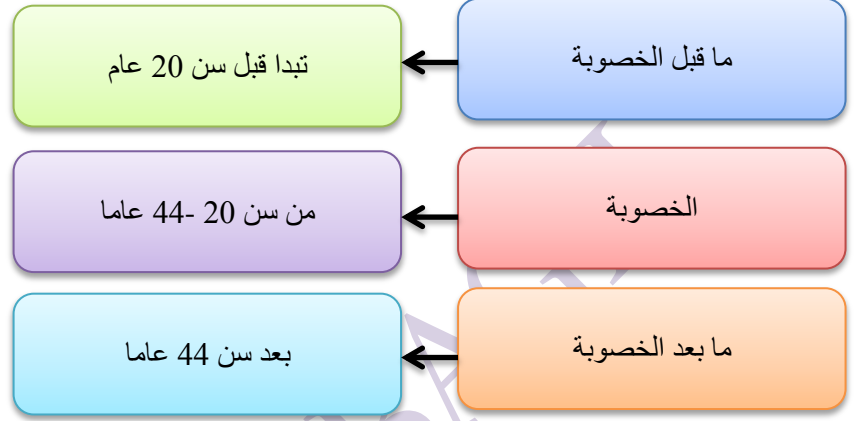 ما قبل الخصوبة
تبدا قبل سن 20 عام
الخصوبة
من سن 20 -44 عاما
ما بعد الخصوبة
بعد سن 44 عاما